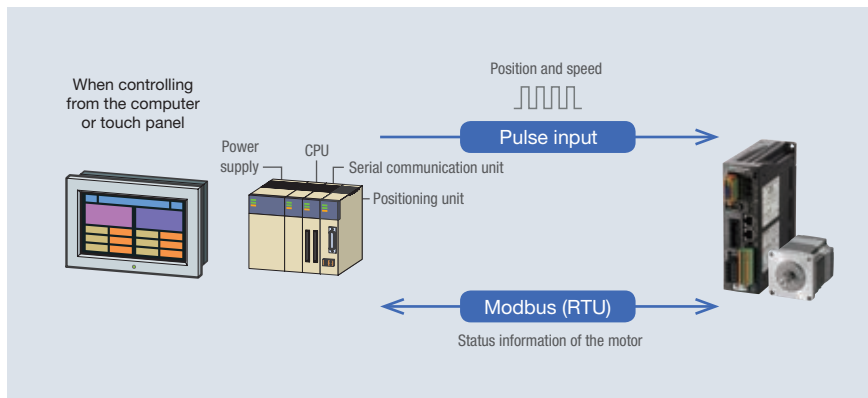 When controlling
from the computer
or touch panel
Power
supply
CPU
Serial communication unit
Positioning unit
Position and speed
Pulse input
Modbus (RTU)
Status information of the motor